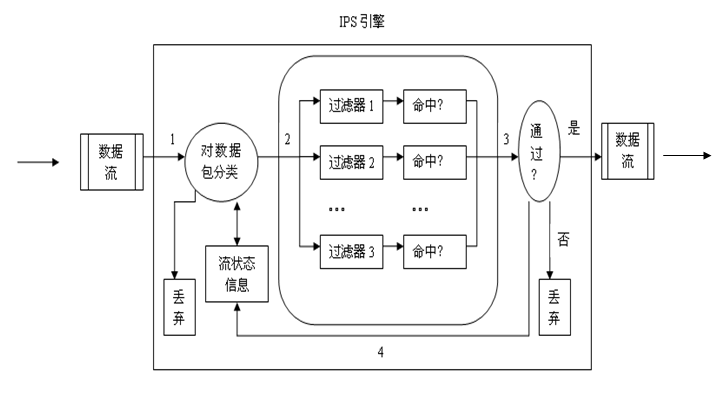 IPS引擎
过滤器1
命中?
1
2
3
通
过
?
是
数据
流
对数据
包分类
过滤器2
命中?
数据
流
...
...
否
流状态
信息
过滤器3
命中?
丢
弃
丢
弃
4